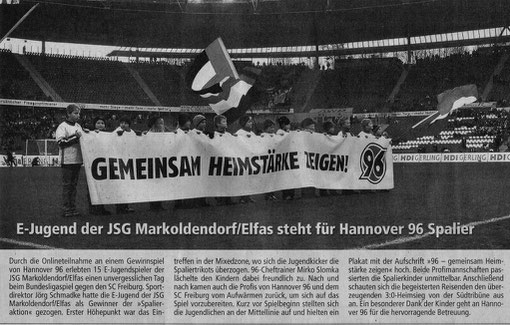 HDI GERLING HDI
GEMEINSAM HEIMSTÄRKE ZEIGEN! 96
E-Jugend der JSG Markoldendorf/Elfas steht für Hannover 96 Spalier
Durch die Onlineteilnahme an einem Gewinnspiel
von Hannover 96 erlebten 15 E-Jugendspieler der
JSG Markoldendorf/Elfas einen unvergesslichen Tag
beim Bundesligaspiel gegen den SC Freiburg. Sport-
direktor Jörg Schmadke hatte die E-Jugend der JSG
Markoldendorf/Elfas als Gewinner der »Spalier-
aktion« gezogen. Erster Höhepunkt war das Ein-
treffen in der Mixedzone, wo sich die Jugendkicker die
Spaliertrikots überzogen. 96-Cheftrainer Mirko Slomka
lächelte den Kindern dabei freundlich zu. Nach und
nach kamen auch die Profis von Hannover 96 und dem
SC Freiburg vom Aufwärmen zurück, um sich auf das
Spiel vorzubereiten. Kurz vor Spielbeginn stellten sich
die Jugendlichen an der Mittellinie auf und hielten ein
Plakat mit der Aufschrift »96 – gemeinsam Heim-
stärke zeigen« hoch. Beide Profimannschaften pas-
sierten die Spalierkinder unmittelbar. Anschließend
schauten sich die begeisterten Reisenden den über-
zeugenden 3:0-Heimsieg von der Südtribüne aus
an. Ein besonderer Dank der Kinder geht an Hanno-
ver 96 für die hervorragende Betreuung.